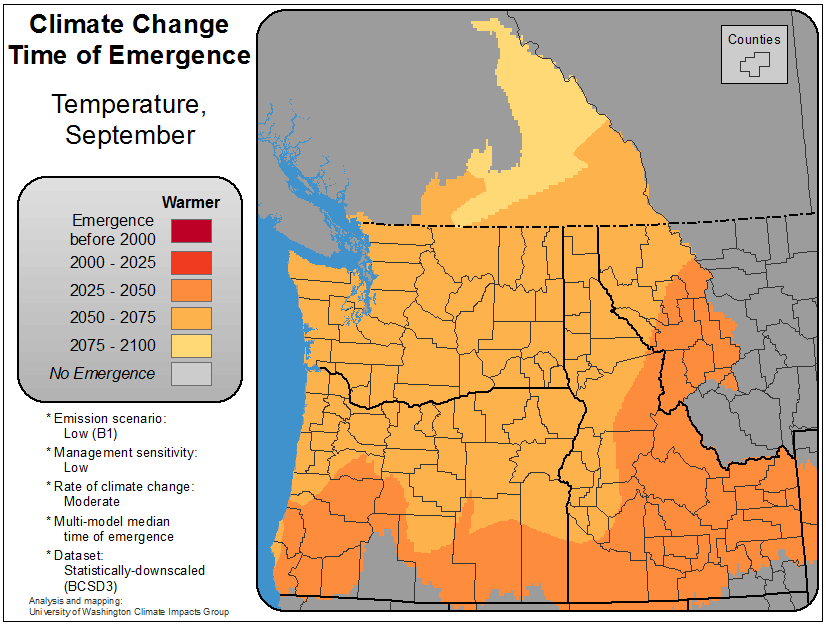 Climate Change
Time of Emergence
Temperature,
September
Counties
Warmer
Emergence
before 2000
2000 - 2025
2025 - 2050
2050 - 2075
2075 - 2100
No Emergence
* Emission scenario:
Low (B1)
* Management sensitivity:
Low
* Rate of climate change:
Moderate
* Multi-model median
time of emergence
* Dataset:
Statistically-downscaled
(BCSD3)
Analysis and mapping:
University of Washington Climate Impacts Group